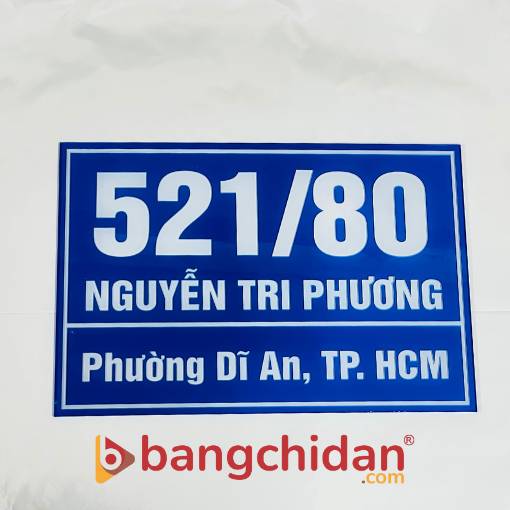 521/80
NGUYỄN TRI PHƯƠNG
Phường Dĩ An, TP. HCM
bangchidan®
.com